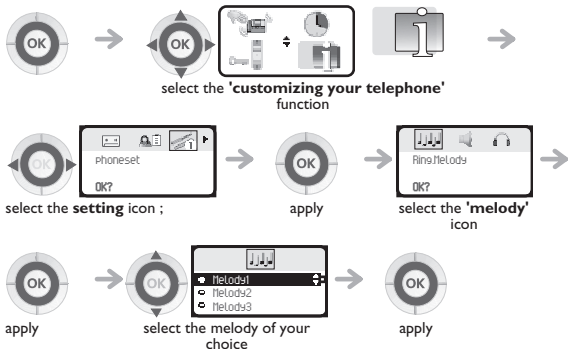 OK
OK
i
select the 'customizing your telephone'
function
OK
1
phoneset
OK?
select the setting icon ;
OK
apply
Ring.Melody
OK?
select the 'melody'
icon
OK
apply
OK
Melody1
Melody2
Melody3
select the melody of your
choice
OK
apply